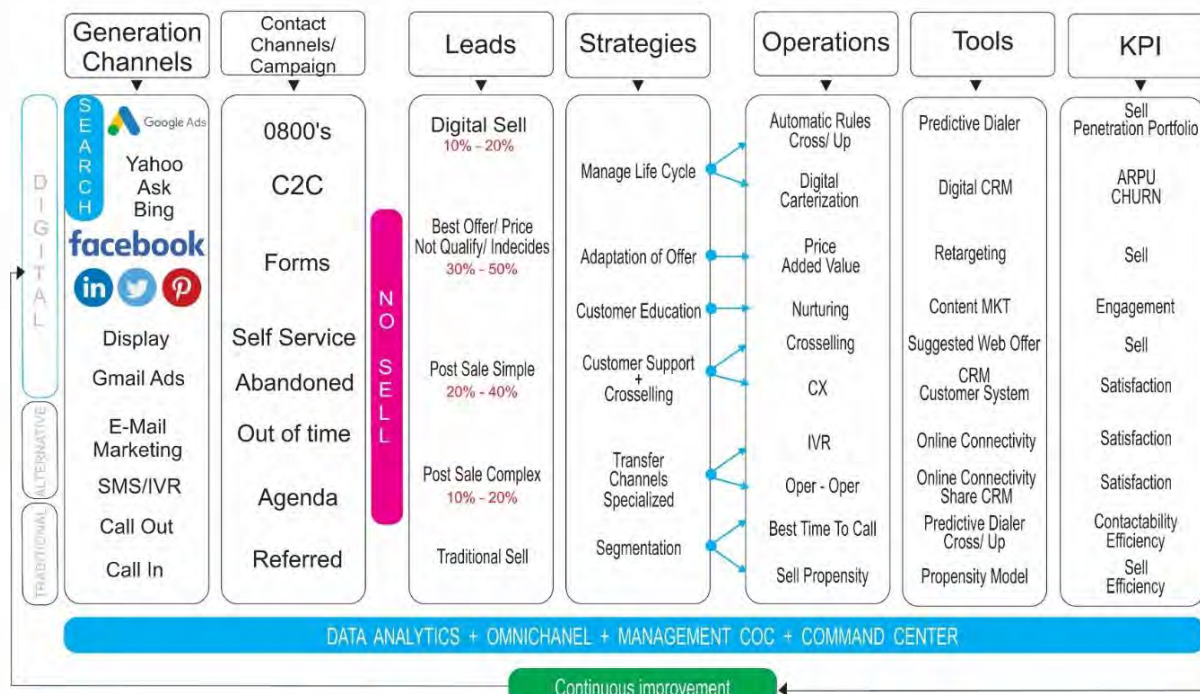 Generation
Channels
Contact
Channels/
Campaign
Leads
Strategies
Operations
Tools
KPI
DIGITAL
ALTERNATIVE
TRADITIONAL
SEARCH
Google Ads
Yahoo
Ask
Bing
facebook
in
Display
Gmail Ads
E-Mail
Marketing
SMS/IVR
Call Out
Call In
0800's
C2C
Forms
Self Service
Abandoned
Out of time
Agenda
Referred
NO SELL
Digital Sell
10% - 20%
Best Offer/ Price
Not Qualify/ Indecides
30% - 50%
Post Sale Simple
20% - 40%
Post Sale Complex
10% - 20%
Traditional Sell
Manage Life Cycle
Adaptation of Offer
Customer Education
Customer Support
+
Crosselling
Transfer
Channels
Specialized
Segmentation
Automatic Rules
Cross/ Up
Digital
Carterization
Price
Added Value
Nurturing
Crosselling
CX
IVR
Oper - Oper
Best Time To Call
Sell Propensity
Predictive Dialer
Digital CRM
Retargeting
Content MKT
Suggested Web Offer
CRM
Customer System
Online Connectivity
Online Connectivity
Share CRM
Predictive Dialer
Cross/ Up
Propensity Model
Sell
Penetration Portfolio
ARPU
CHURN
Sell
Engagement
Sell
Satisfaction
Satisfaction
Satisfaction
Contactability
Efficiency
Sell
Efficiency
DATA ANALYTICS + OMNICHANEL + MANAGEMENT COC + COMMAND CENTER
Continuous improvement